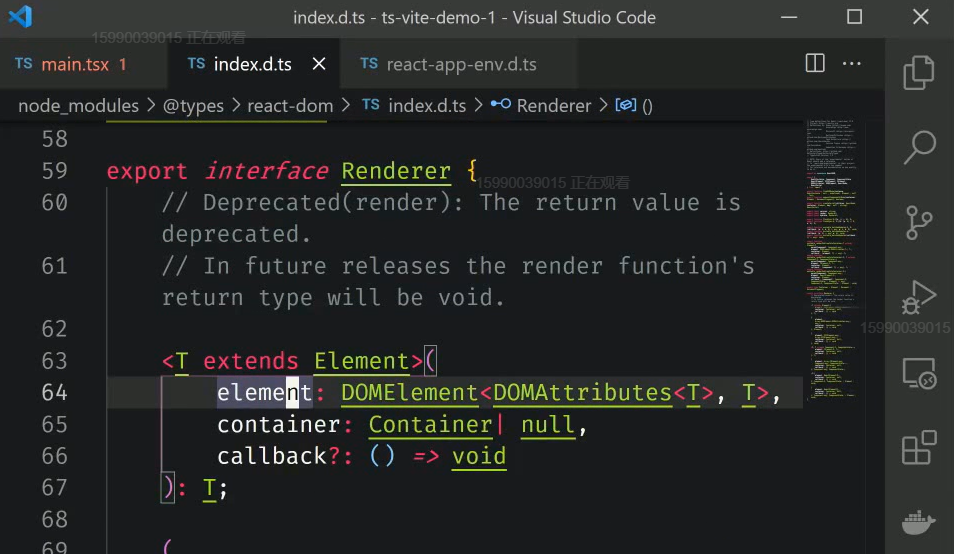 index.d.ts - ts-vite-demo-1 - Visual Studio Code
15990039015 正在观看
TS main.tsx 1
TS index.d.ts
TS react-app-env.d.ts
node_modules > @types > react-dom > TS index.d.ts > Renderer > ()
58
59 export interface Renderer {
15990039015 正在观看
60 // Deprecated(render): The return value is
deprecated.
61 // In future releases the render function's
return type will be void.
62
15990039015
63 <T extends Element>(
64 element: DOMElement<DOMAttributes<T>, T>,
65 container: Container| null,
66 callback?: () => void
67 ): T;
68
69 (